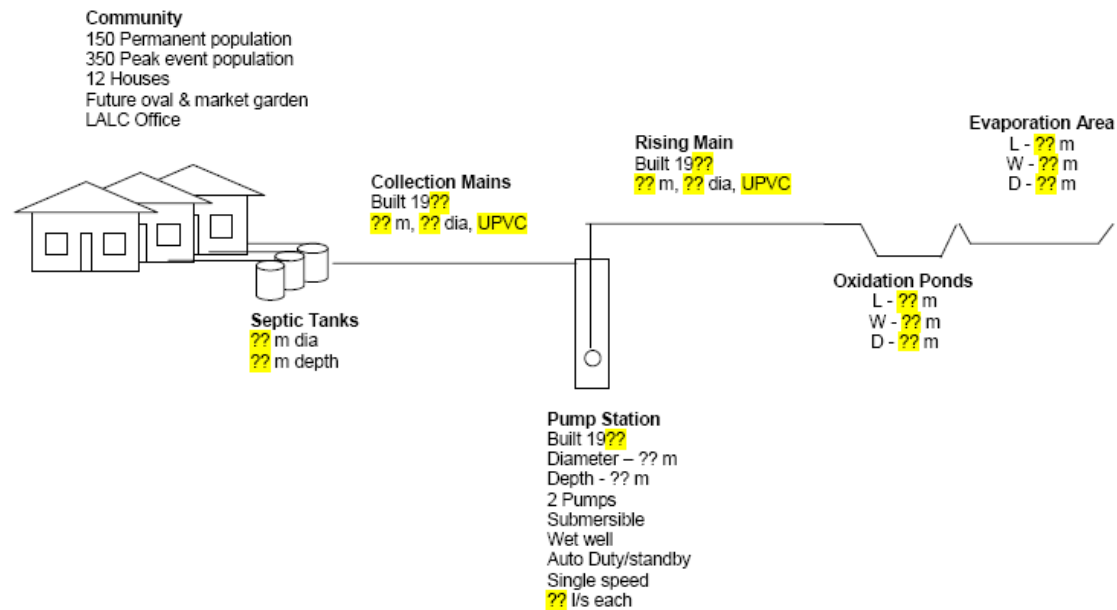 Community
150 Permanent population
350 Peak event population
12 Houses
Future oval & market garden
LALC Office
Collection Mains
Built 19??
?? m, ?? dia, UPVC
Rising Main
Built 19??
?? m, ?? dia, UPVC
Evaporation Area
L - ?? m
W - ?? m
D - ?? m
Septic Tanks
?? m dia
?? m depth
Oxidation Ponds
L - ?? m
W - ?? m
D - ?? m
Pump Station
Built 19??
Diameter – ?? m
Depth - ?? m
2 Pumps
Submersible
Wet well
Auto Duty/standby
Single speed
?? l/s each